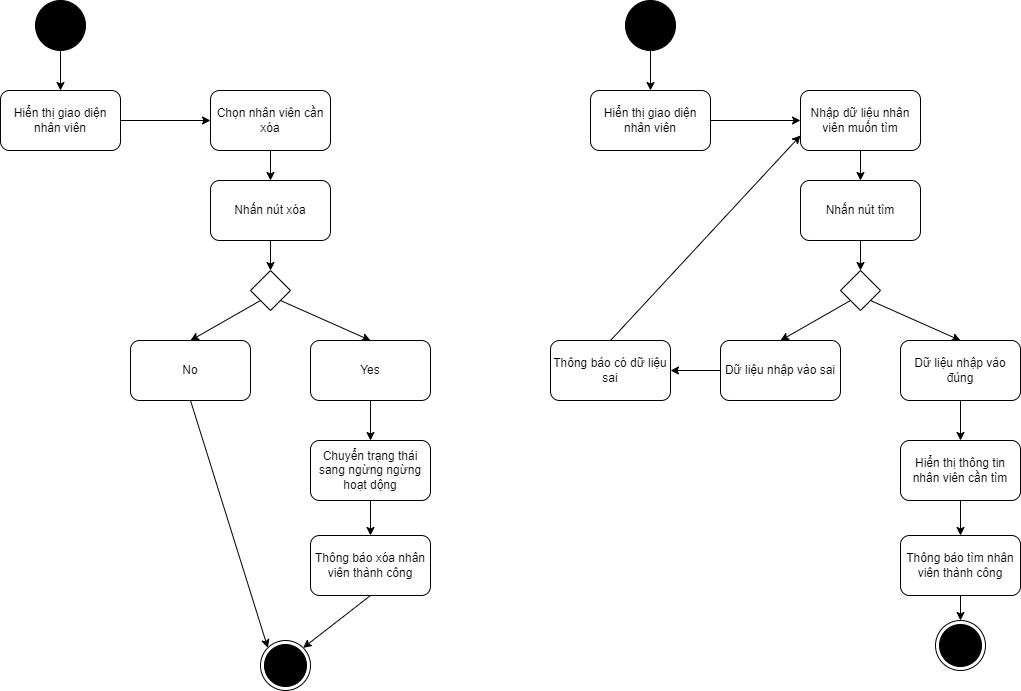 Hiển thị giao diện
nhân viên
Chọn nhân viên cần
xóa
Nhấn nút xóa
No
Yes
Chuyển trạng thái
sang ngừng ngừng
hoạt dộng
Thông báo xóa nhân
viên thành công
Hiển thị giao diện
nhân viên
Nhập dữ liệu nhân
viên muốn tìm
Nhấn nút tìm
Thông báo có dữ liệu
sai
Dữ liệu nhập vào sai
Dữ liệu nhập vào
đúng
Hiển thị thông tin
nhân viên cần tìm
Thông báo tìm nhân
viên thành công